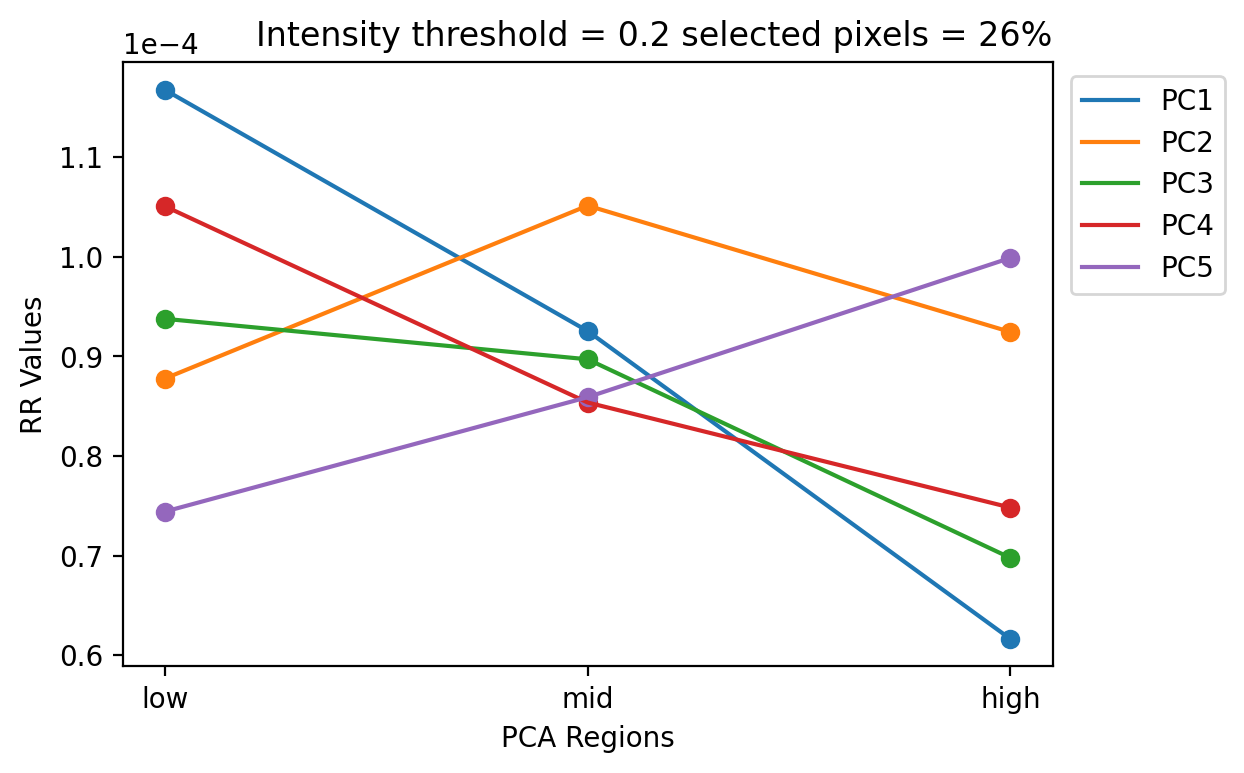 Intensity threshold = 0.2 selected pixels = 26%
1e−4
1.1
1.0
0.9
0.8
0.7
0.6
RR Values
low mid high
PCA Regions
PC1
PC2
PC3
PC4
PC5